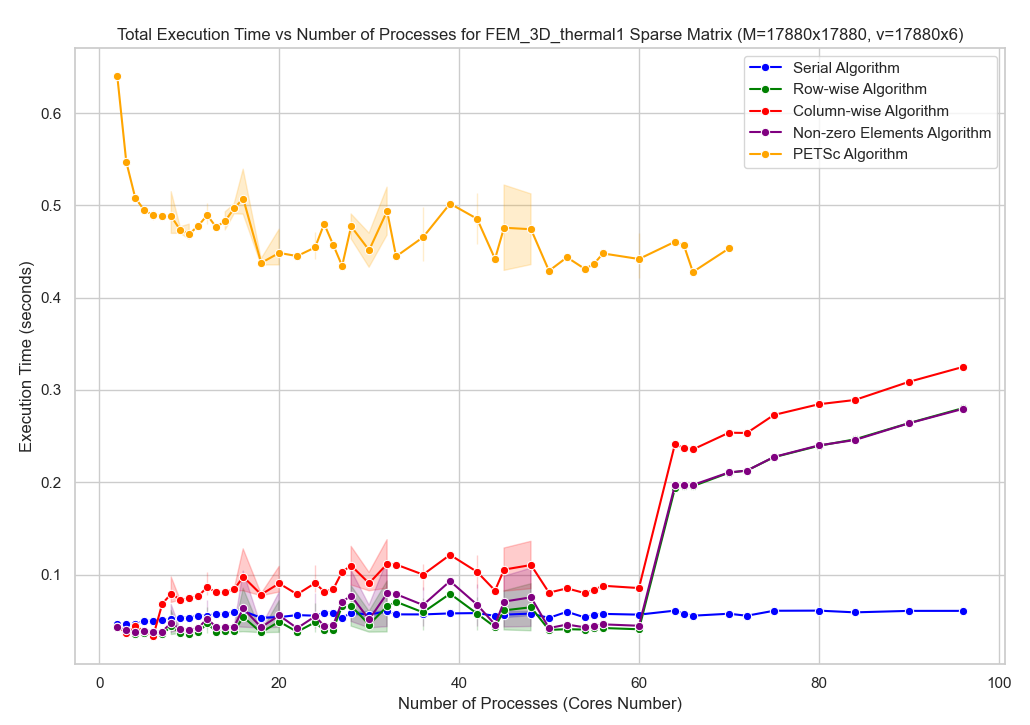 Total Execution Time vs Number of Processes for FEM_3D_thermal1 Sparse Matrix (M=17880x17880, v=17880x6)
Serial Algorithm
Row-wise Algorithm
Column-wise Algorithm
Non-zero Elements Algorithm
PETSc Algorithm
Execution Time (seconds)
0.6
0.5
0.4
0.3
0.2
0.1
0 20 40 60 80 100
Number of Processes (Cores Number)